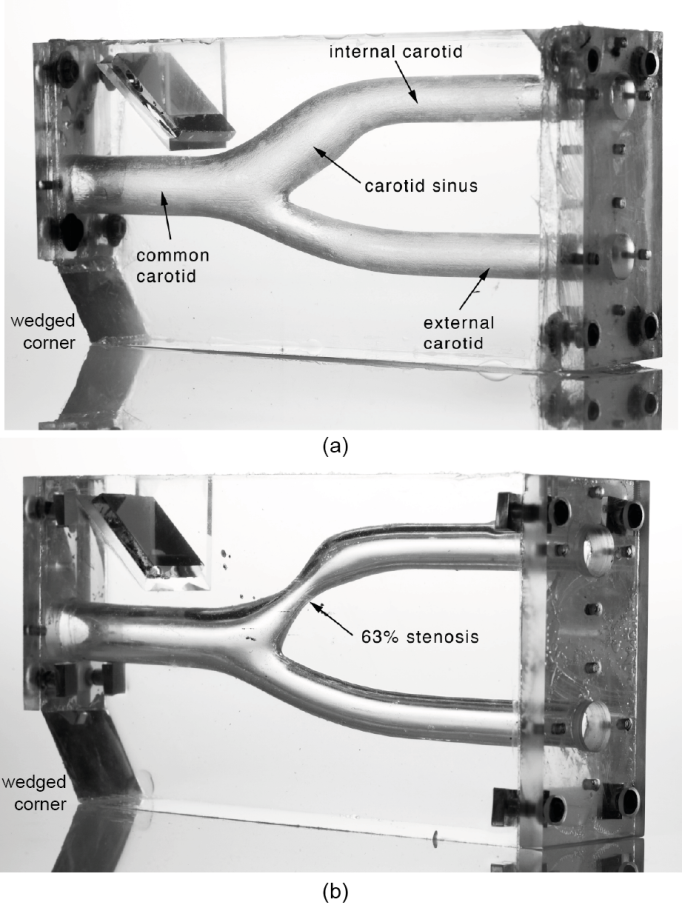 internal carotid
carotid sinus
common
carotid
wedged
corner
external
carotid
(a)
63% stenosis
wedged
corner
(b)